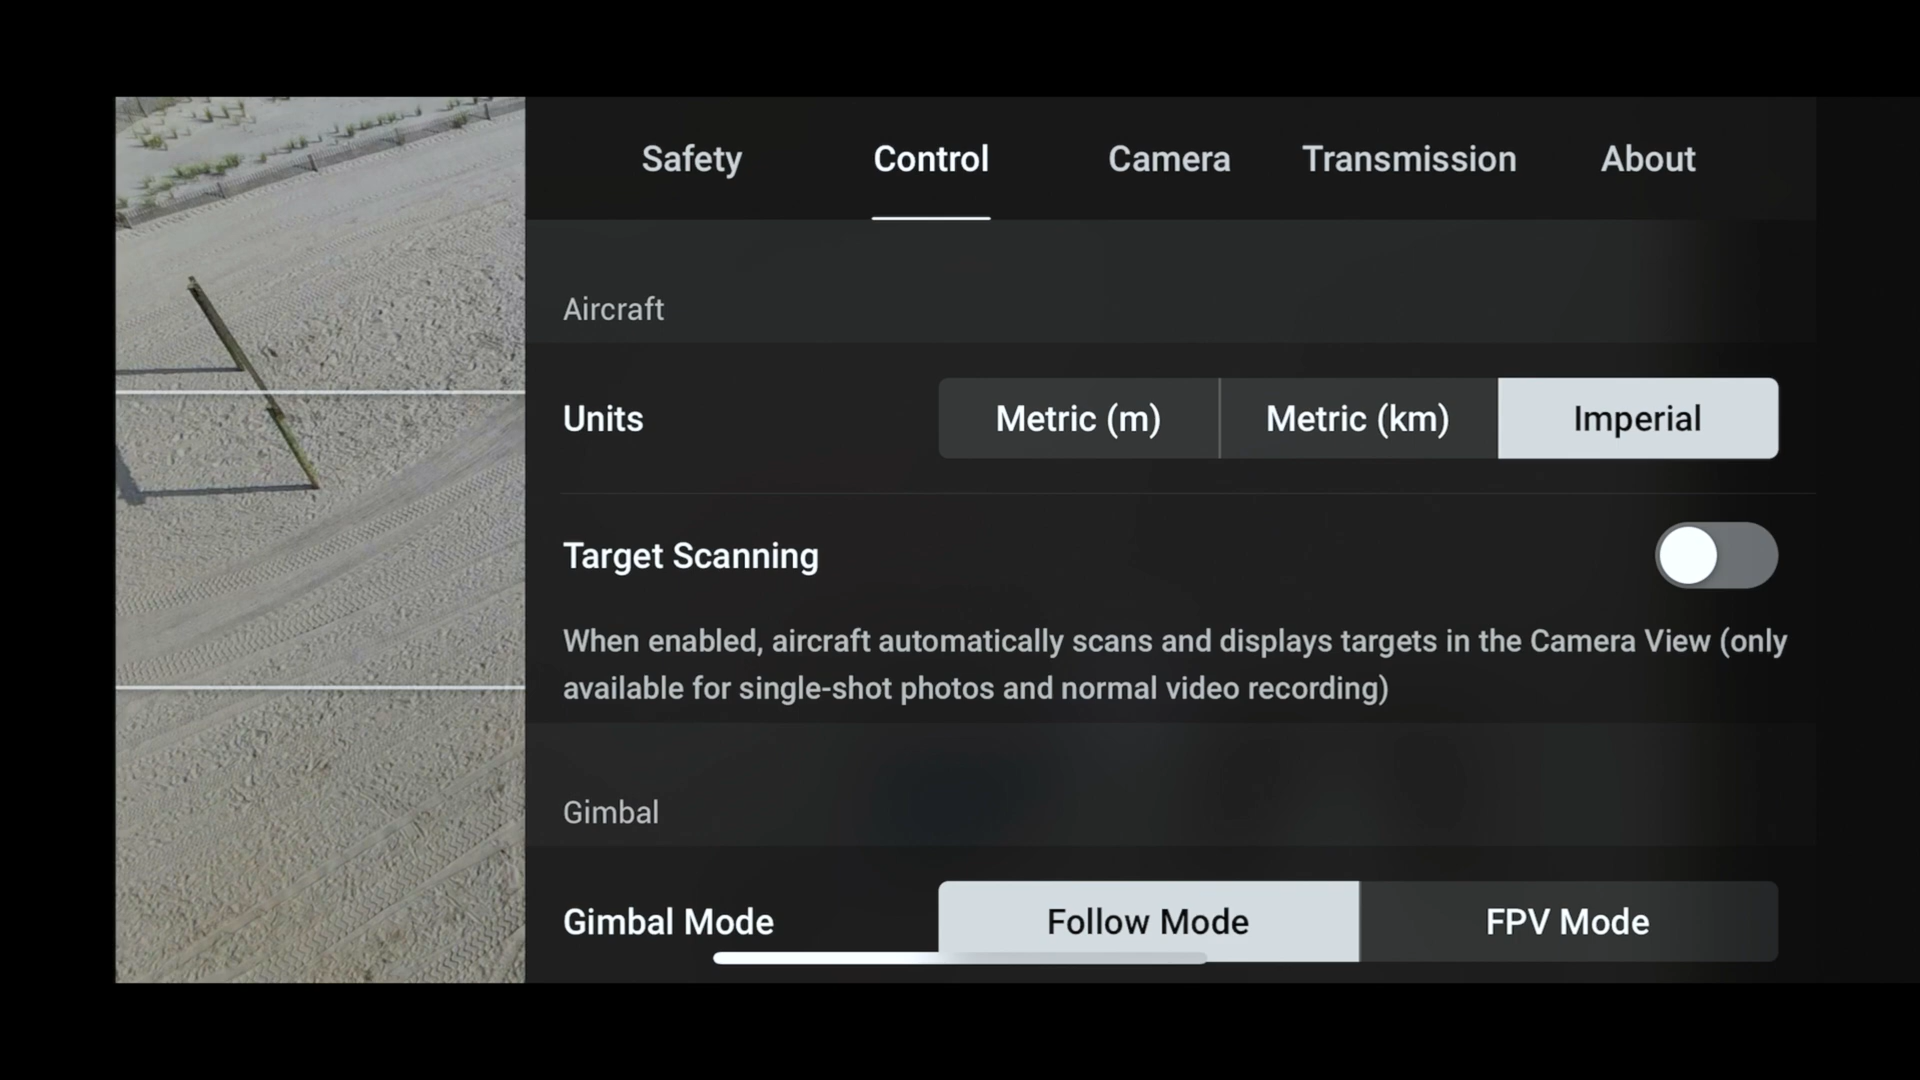 Safety Control Camera Transmission About
Aircraft
Units Metric (m) Metric (km) Imperial
Target Scanning
When enabled, aircraft automatically scans and displays targets in the Camera View (only
available for single-shot photos and normal video recording)
Gimbal
Gimbal Mode Follow Mode FPV Mode